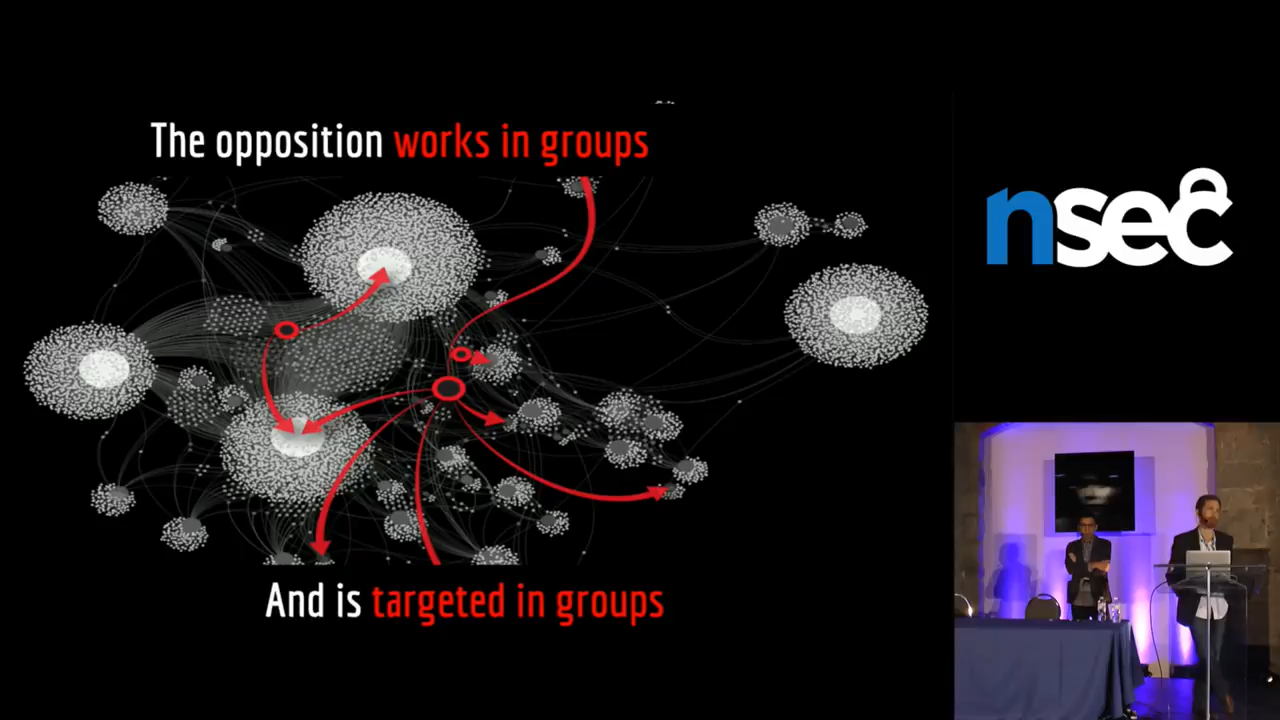 The opposition works in groups
nsec
And is targeted in groups